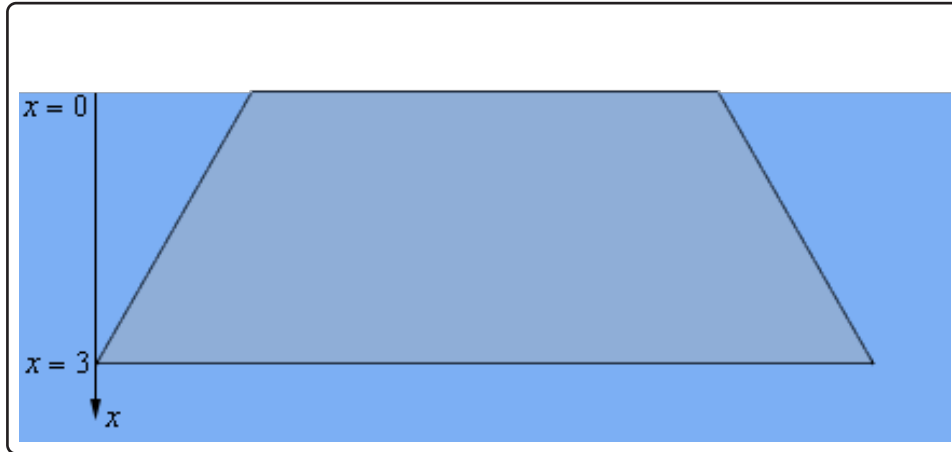 x = 0
x = 3
x